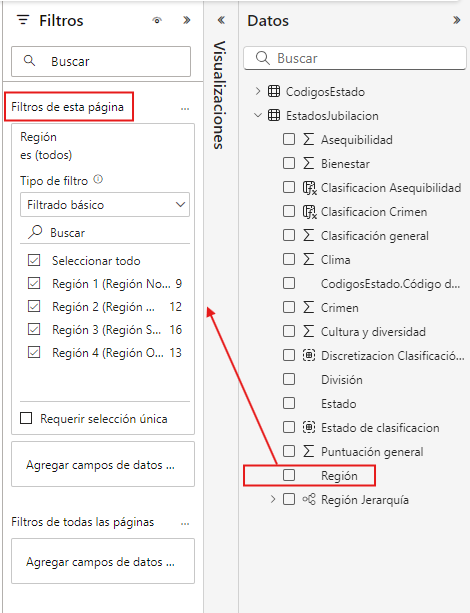 Filtros
Buscar
Filtros de esta página
...
Región
es (todos)
Tipo de filtro
Filtrado básico
Buscar
Seleccionar todo
Región 1 (Región No... 9
Región 2 (Región ... 12
Región 3 (Región S... 16
Región 4 (Región O... 13
Requerir selección única
Agregar campos de datos ...
Filtros de todas las páginas
...
Agregar campos de datos ...
Visualizaciones
Datos
Buscar
CodigosEstado
EstadosJubilacion
Asequibilidad
Bienestar
Clasificacion Asequibilidad
Clasificacion Crimen
Clasificación general
Clima
CodigosEstado.Código d...
Crimen
Cultura y diversidad
Discretizacion Clasificació...
División
Estado
Estado de clasificacion
Puntuación general
Región
Región Jerarquía